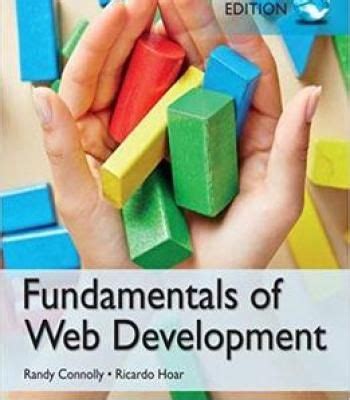 EDITION
Fundamentals of
Web Development
Randy Connolly • Ricardo Hoar